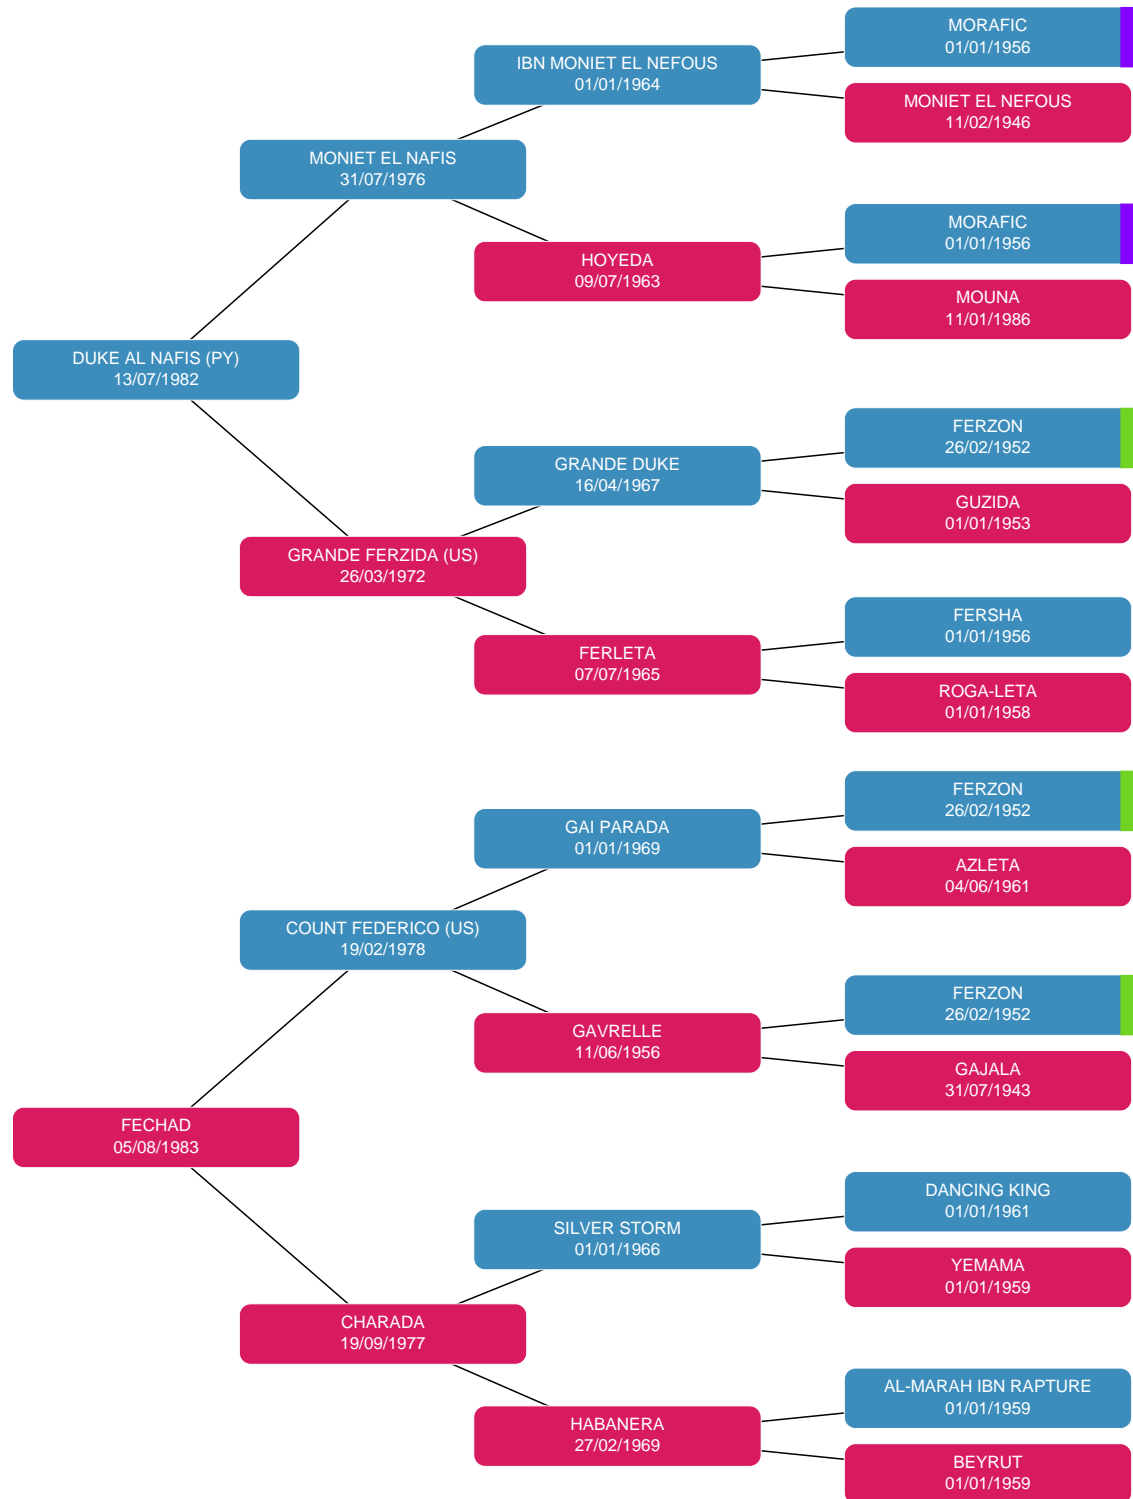 MORAFIC
01/01/1956
IBN MONIET EL NEFOUS
01/01/1964
MONIET EL NEFOUS
11/02/1946
MONIET EL NAFIS
31/07/1976
MORAFIC
01/01/1956
HOYEDA
09/07/1963
MOUNA
11/01/1986
DUKE AL NAFIS (PY)
13/07/1982
FERZON
26/02/1952
GRANDE DUKE
16/04/1967
GUZIDA
01/01/1953
GRANDE FERZIDA (US)
26/03/1972
FERSHA
01/01/1956
FERLETA
07/07/1965
ROGA-LETA
01/01/1958
FERZON
26/02/1952
GAI PARADA
01/01/1969
AZLETA
04/06/1961
COUNT FEDERICO (US)
19/02/1978
FERZON
26/02/1952
GAVRELLE
11/06/1956
GAJALA
31/07/1943
FECHAD
05/08/1983
DANCING KING
01/01/1961
SILVER STORM
01/01/1966
YEMAMA
01/01/1959
CHARADA
19/09/1977
AL-MARAH IBN RAPTURE
01/01/1959
HABANERA
27/02/1969
BEYRUT
01/01/1959